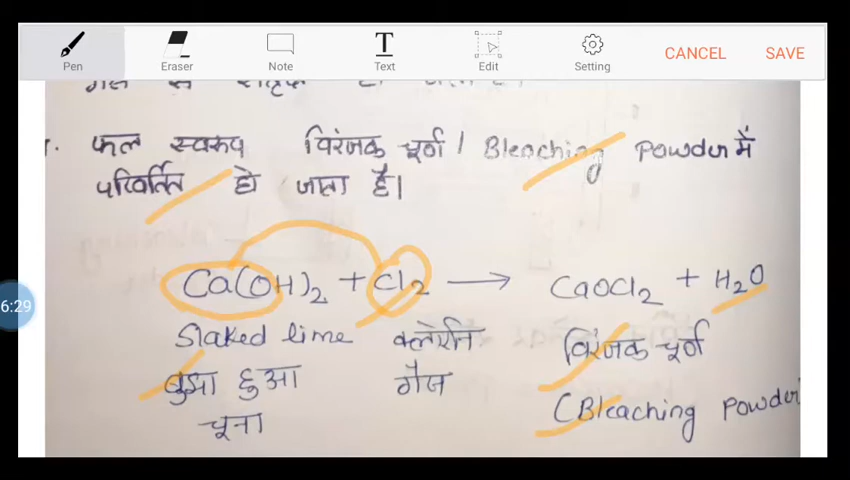 Pen Eraser Note Text Edit Setting CANCEL SAVE
फल स्वरूप विरंजक चूर्ण / Bleaching Powder में
परिवर्तित हो जाता है।
Ca(OH)₂ + Cl₂ → CaOCl₂ + H₂O
6:29
Slaked lime क्लोरीन विरंजक चूर्ण
बुझा हुआ गैस (Bleaching Powder
चूना